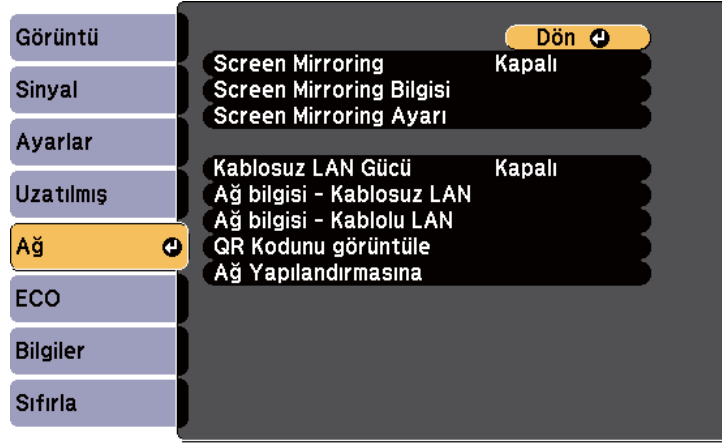 Görüntü
Sinyal
Ayarlar
Uzatılmış
Ağ
ECO
Bilgiler
Sıfırla
Dön
Screen Mirroring Kapalı
Screen Mirroring Bilgisi
Screen Mirroring Ayarı
Kablosuz LAN Gücü Kapalı
Ağ bilgisi - Kablosuz LAN
Ağ bilgisi - Kablolu LAN
QR Kodunu görüntüle
Ağ Yapılandırmasına